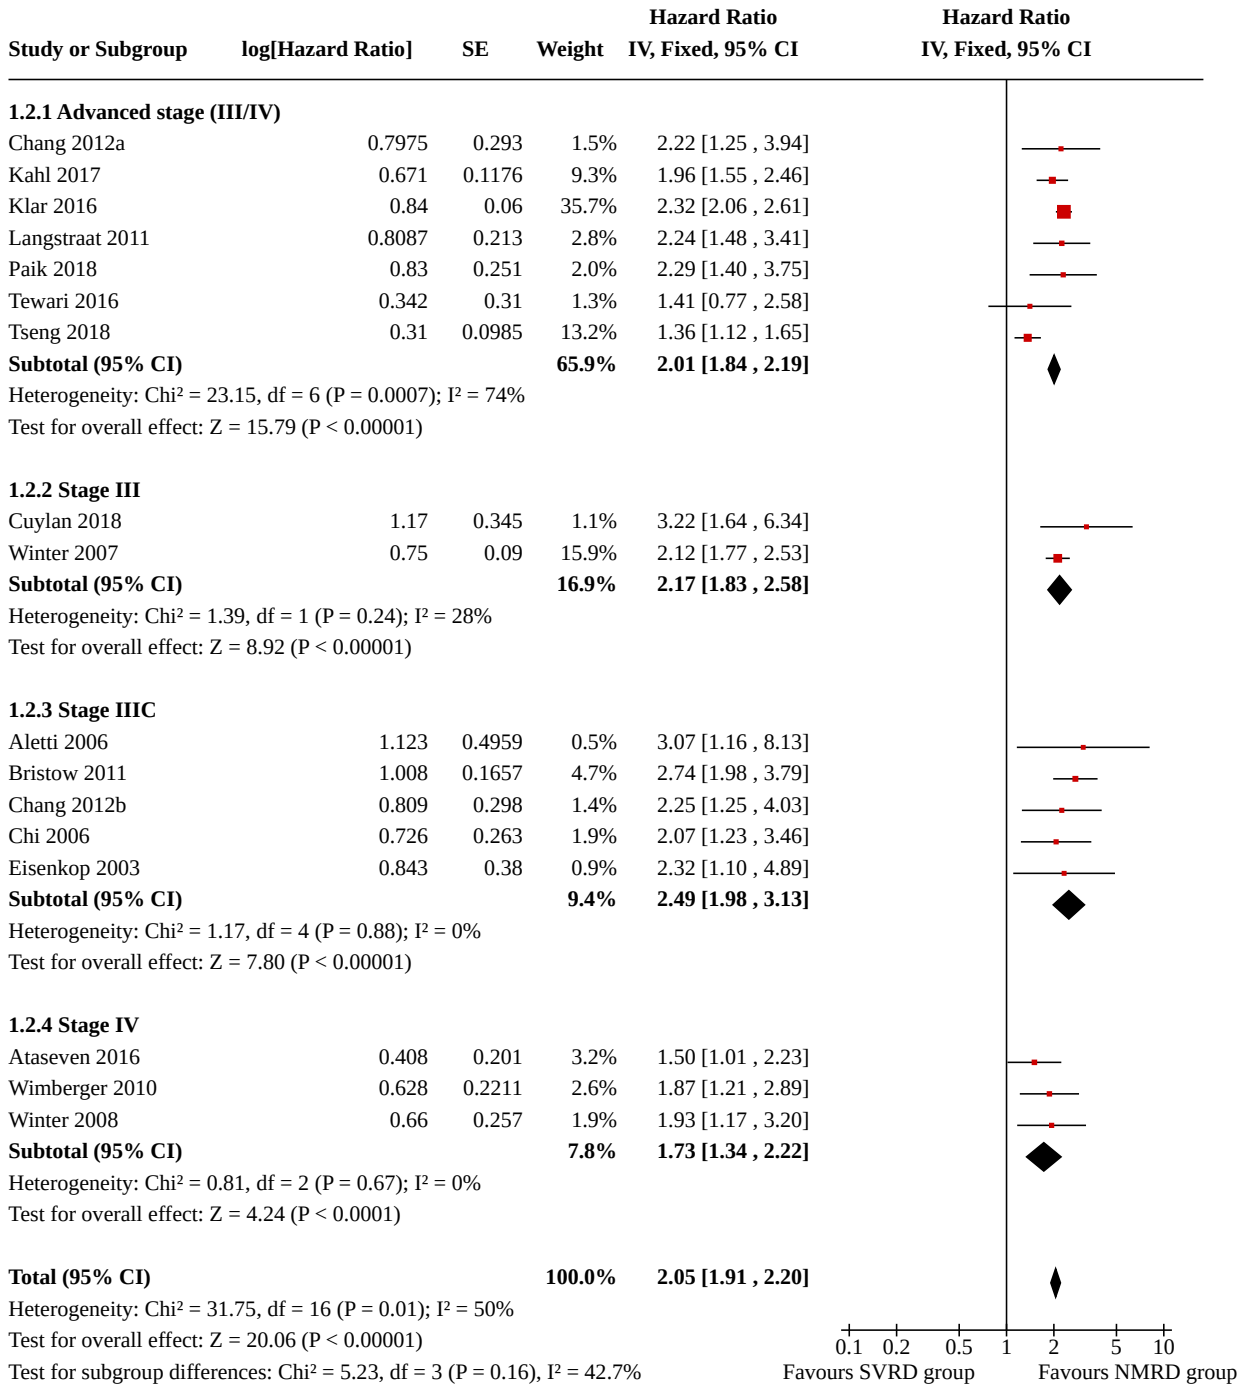 Hazard Ratio Hazard Ratio
Study or Subgroup log[Hazard Ratio] SE Weight IV, Fixed, 95% CI IV, Fixed, 95% CI
1.2.1 Advanced stage (III/IV)
Chang 2012a 0.7975 0.293 1.5% 2.22 [1.25 , 3.94]
Kahl 2017 0.671 0.1176 9.3% 1.96 [1.55 , 2.46]
Klar 2016 0.84 0.06 35.7% 2.32 [2.06 , 2.61]
Langstraat 2011 0.8087 0.213 2.8% 2.24 [1.48 , 3.41]
Paik 2018 0.83 0.251 2.0% 2.29 [1.40 , 3.75]
Tewari 2016 0.342 0.31 1.3% 1.41 [0.77 , 2.58]
Tseng 2018 0.31 0.0985 13.2% 1.36 [1.12 , 1.65]
Subtotal (95% CI) 65.9% 2.01 [1.84 , 2.19]
Heterogeneity: Chi² = 23.15, df = 6 (P = 0.0007); I² = 74%
Test for overall effect: Z = 15.79 (P < 0.00001)
1.2.2 Stage III
Cuylan 2018 1.17 0.345 1.1% 3.22 [1.64 , 6.34]
Winter 2007 0.75 0.09 15.9% 2.12 [1.77 , 2.53]
Subtotal (95% CI) 16.9% 2.17 [1.83 , 2.58]
Heterogeneity: Chi² = 1.39, df = 1 (P = 0.24); I² = 28%
Test for overall effect: Z = 8.92 (P < 0.00001)
1.2.3 Stage IIIC
Aletti 2006 1.123 0.4959 0.5% 3.07 [1.16 , 8.13]
Bristow 2011 1.008 0.1657 4.7% 2.74 [1.98 , 3.79]
Chang 2012b 0.809 0.298 1.4% 2.25 [1.25 , 4.03]
Chi 2006 0.726 0.263 1.9% 2.07 [1.23 , 3.46]
Eisenkop 2003 0.843 0.38 0.9% 2.32 [1.10 , 4.89]
Subtotal (95% CI) 9.4% 2.49 [1.98 , 3.13]
Heterogeneity: Chi² = 1.17, df = 4 (P = 0.88); I² = 0%
Test for overall effect: Z = 7.80 (P < 0.00001)
1.2.4 Stage IV
Ataseven 2016 0.408 0.201 3.2% 1.50 [1.01 , 2.23]
Wimberger 2010 0.628 0.2211 2.6% 1.87 [1.21 , 2.89]
Winter 2008 0.66 0.257 1.9% 1.93 [1.17 , 3.20]
Subtotal (95% CI) 7.8% 1.73 [1.34 , 2.22]
Heterogeneity: Chi² = 0.81, df = 2 (P = 0.67); I² = 0%
Test for overall effect: Z = 4.24 (P < 0.0001)
Total (95% CI) 100.0% 2.05 [1.91 , 2.20]
Heterogeneity: Chi² = 31.75, df = 16 (P = 0.01); I² = 50%
Test for overall effect: Z = 20.06 (P < 0.00001) 0.1 0.2 0.5 1 2 5 10
Test for subgroup differences: Chi² = 5.23, df = 3 (P = 0.16), I² = 42.7% Favours SVRD group Favours NMRD group